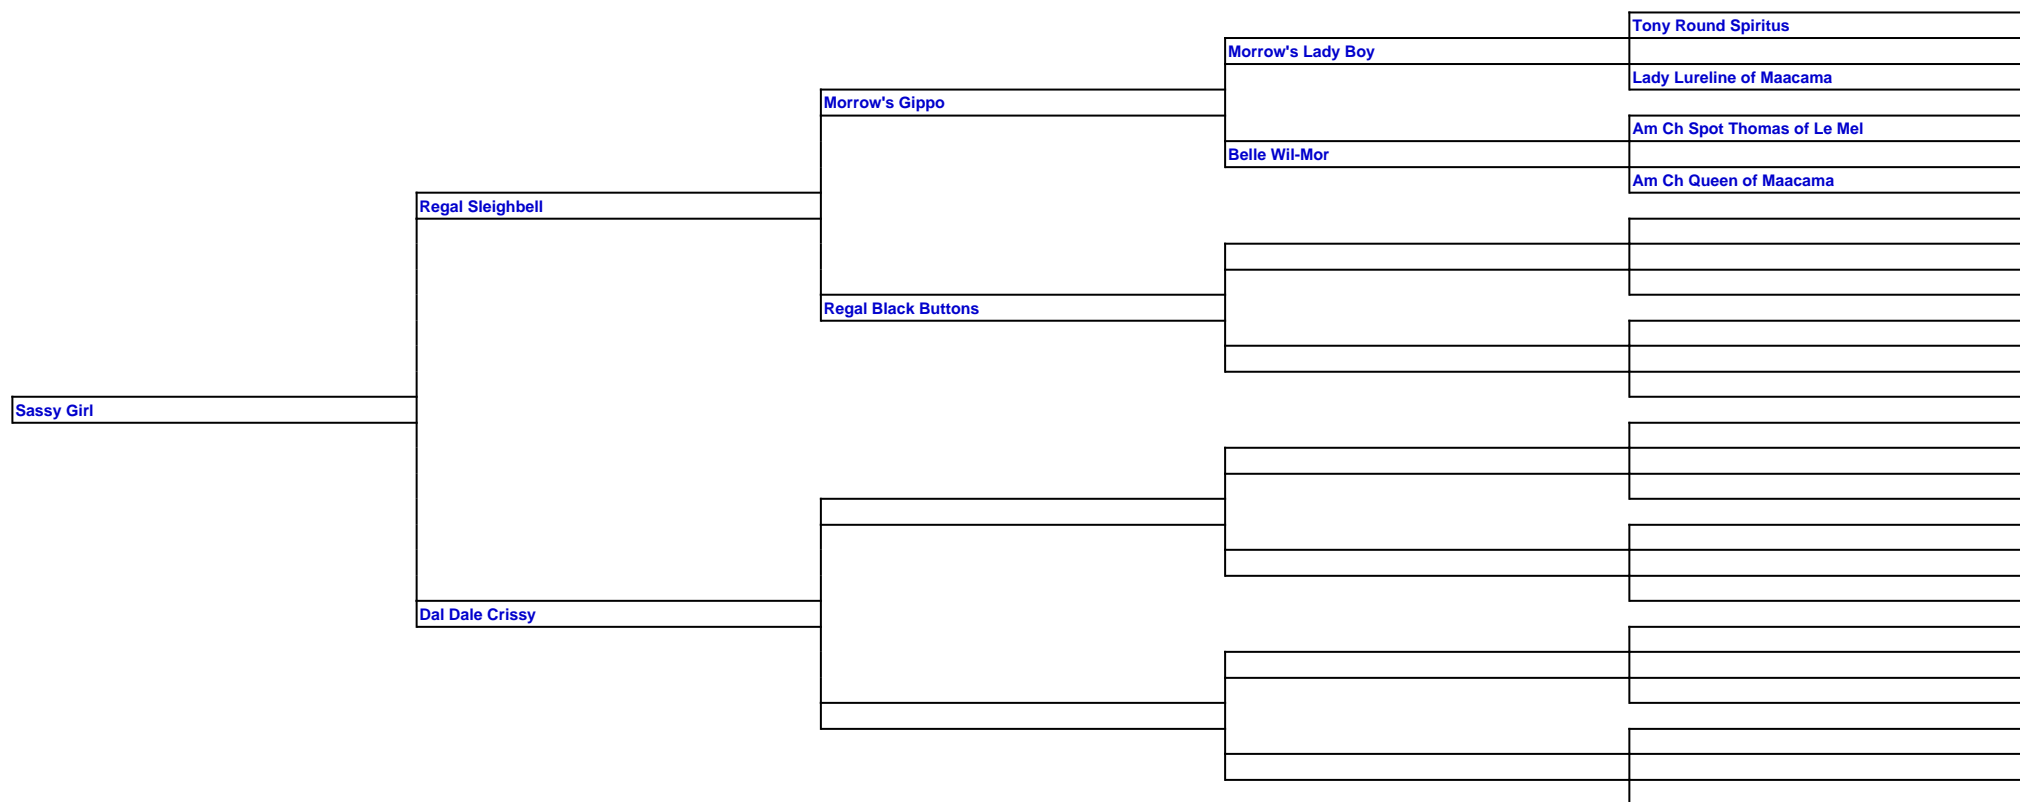 Tony Round Spiritus
Morrow's Lady Boy
Lady Lureline of Maacama
Morrow's Gippo
Am Ch Spot Thomas of Le Mel
Belle Wil-Mor
Am Ch Queen of Maacama
Regal Sleighbell
Regal Black Buttons
Sassy Girl
Dal Dale Crissy